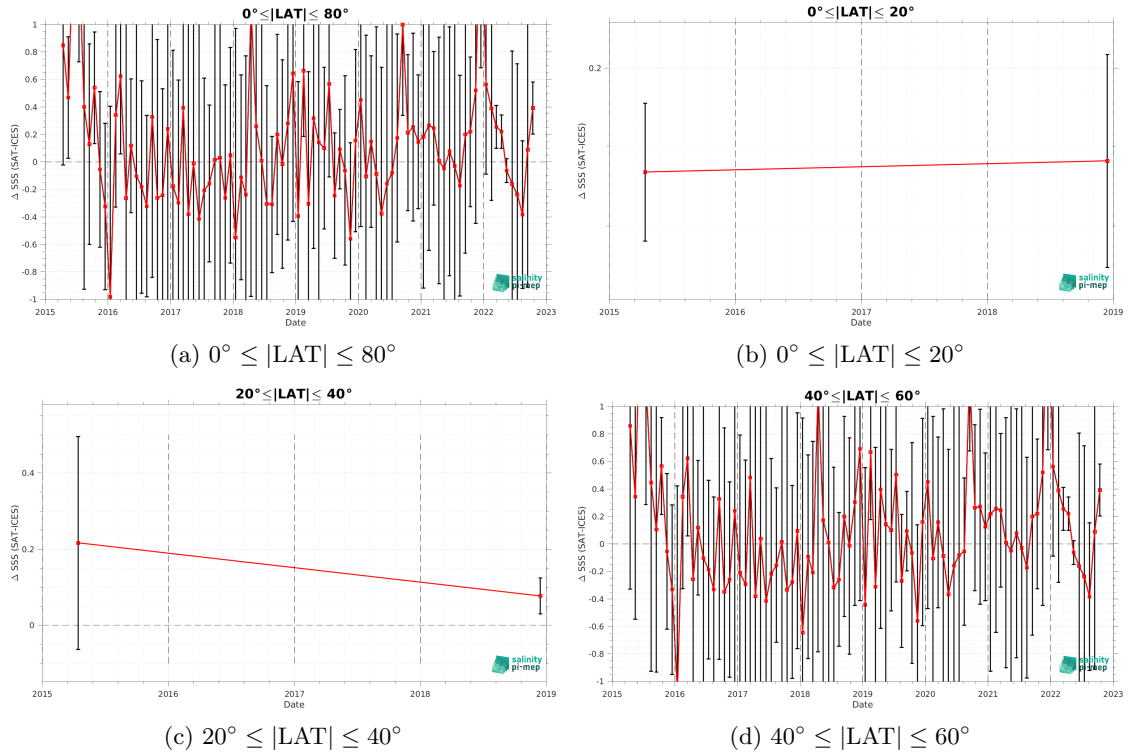 0°≤|LAT|≤ 80°
1
0.8
0.6
0.4
0.2
0
-0.2
-0.4
-0.6
-0.8
-1
Δ SSS (SAT-ICES)
2015 2016 2017 2018 2019 2020 2021 2022 2023
Date
salinity
pi-mep
(a) 0° ≤ |LAT| ≤ 80°
0°≤|LAT|≤ 20°
0.2
Δ SSS (SAT-ICES)
2015 2016 2017 2018 2019
Date
salinity
pi-mep
(b) 0° ≤ |LAT| ≤ 20°
20°≤|LAT|≤ 40°
0.4
0.2
0
Δ SSS (SAT-ICES)
2015 2016 2017 2018 2019
Date
salinity
pi-mep
(c) 20° ≤ |LAT| ≤ 40°
40°≤|LAT|≤ 60°
1
0.8
0.6
0.4
0.2
0
-0.2
-0.4
-0.6
-0.8
-1
Δ SSS (SAT-ICES)
2015 2016 2017 2018 2019 2020 2021 2022 2023
Date
salinity
pi-mep
(d) 40° ≤ |LAT| ≤ 60°